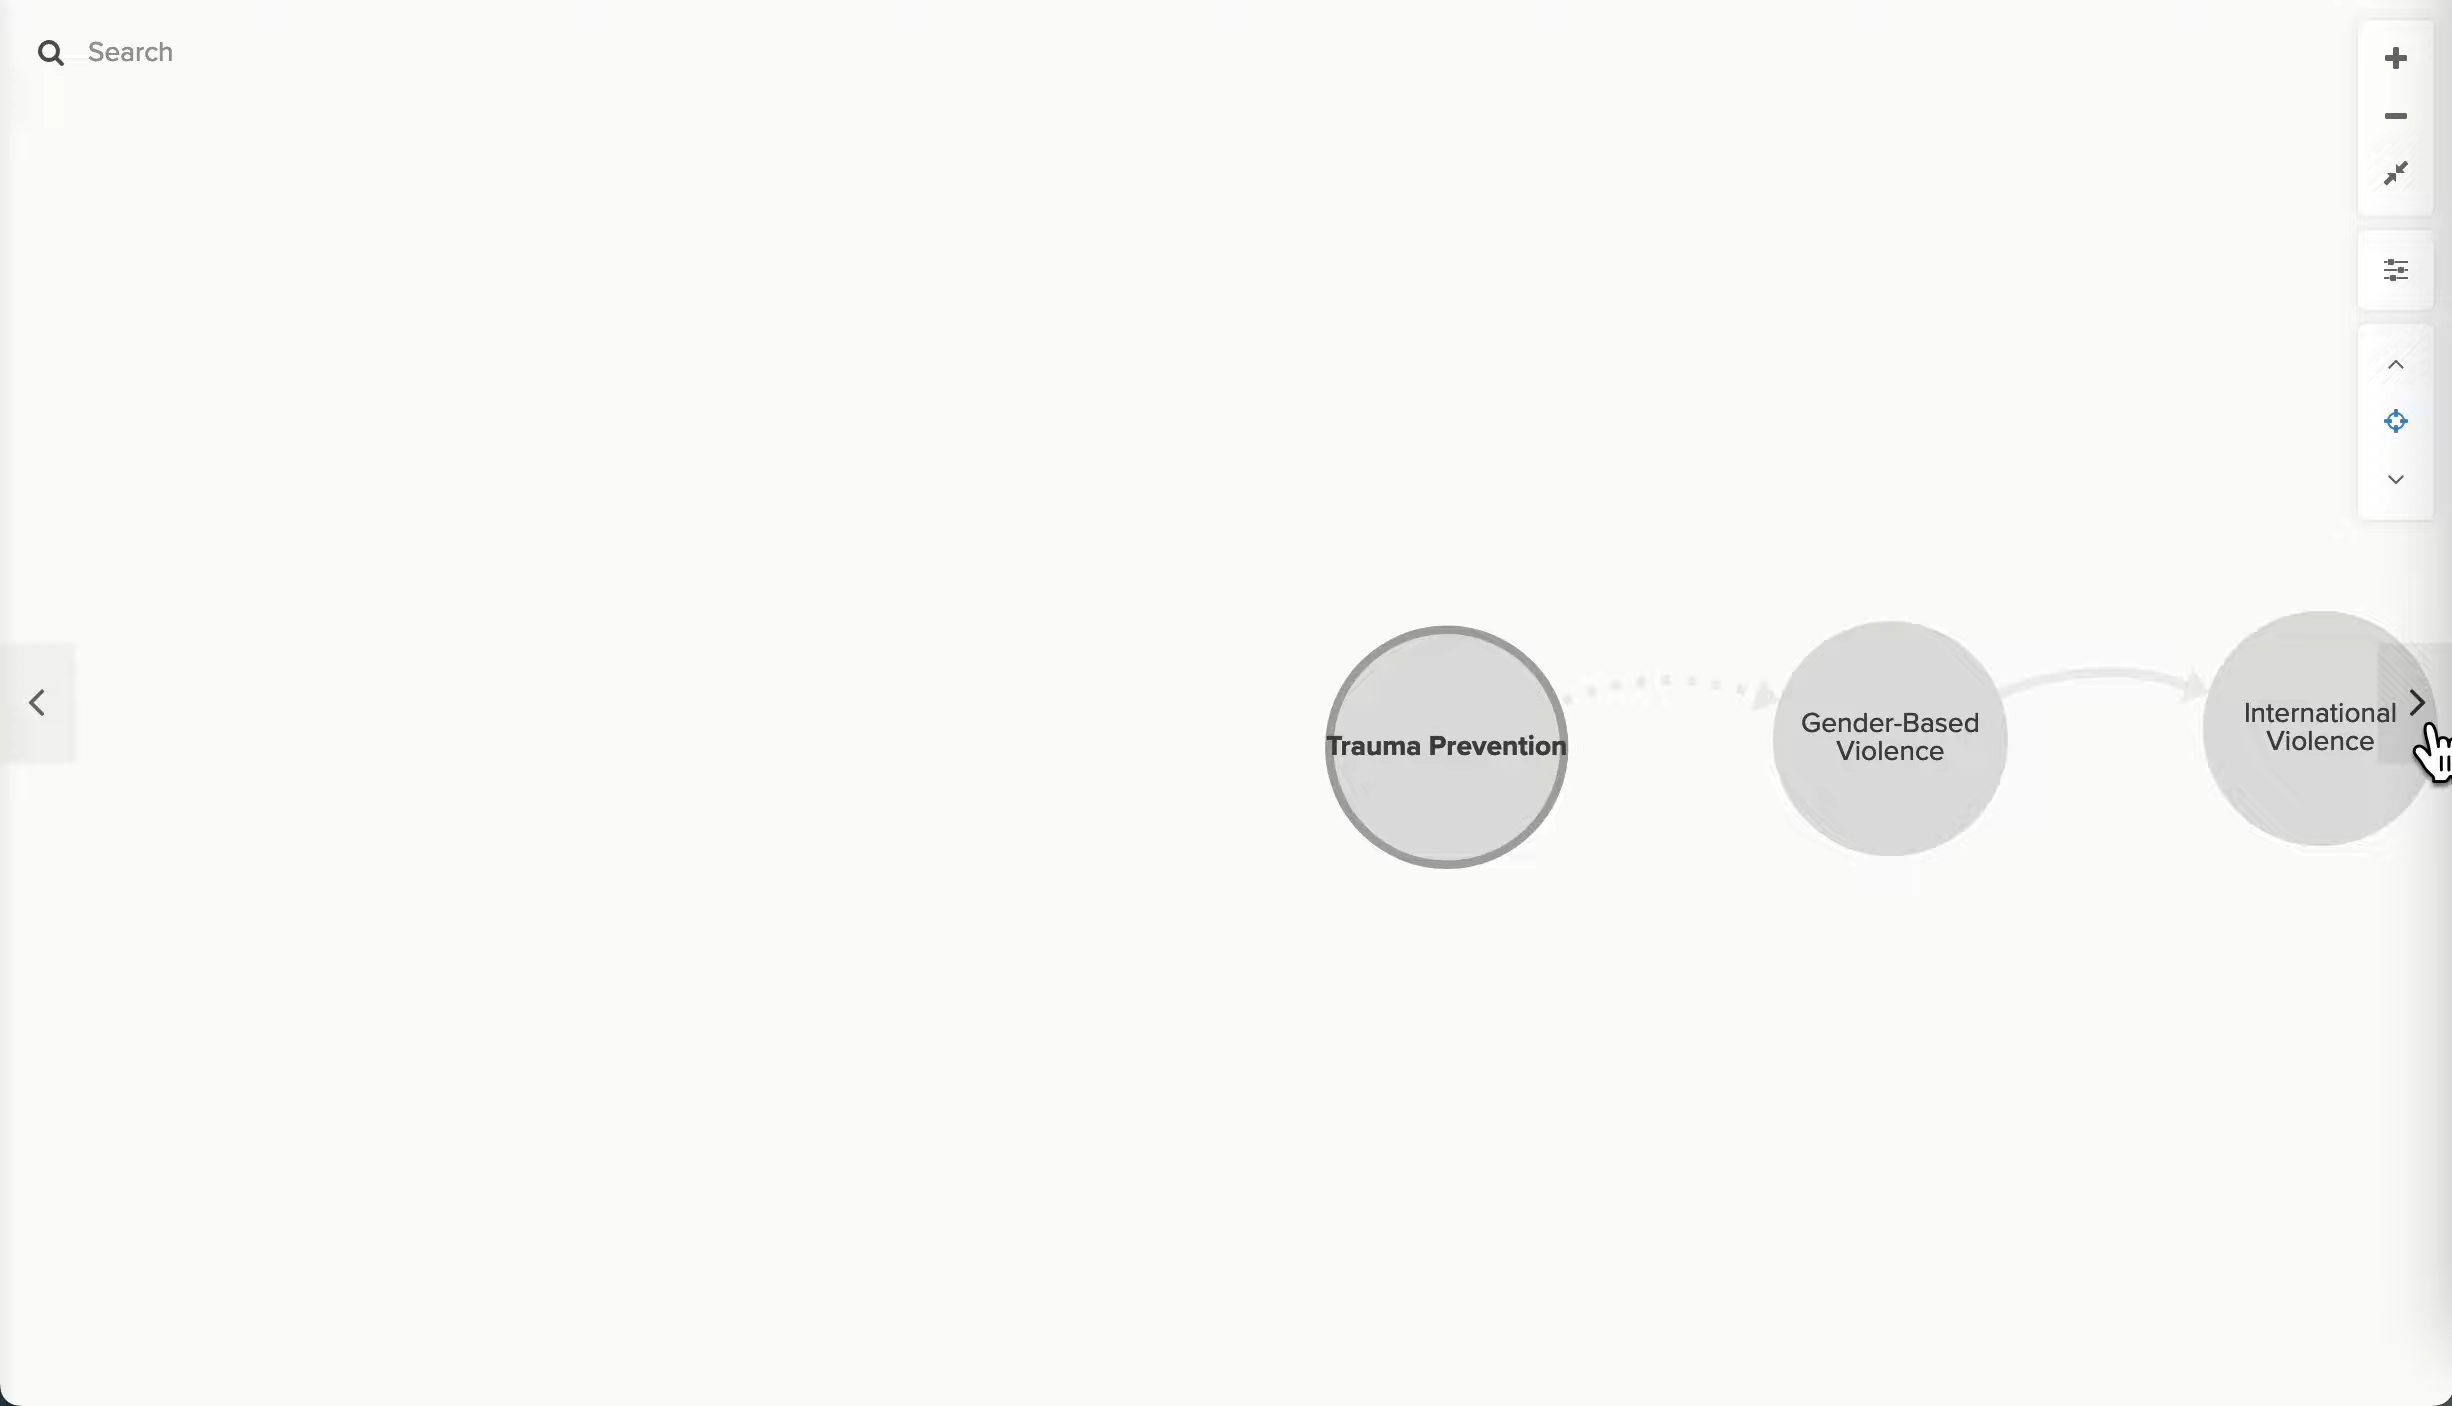 Search
Trauma Prevention
Gender-Based
Violence
International
Violence